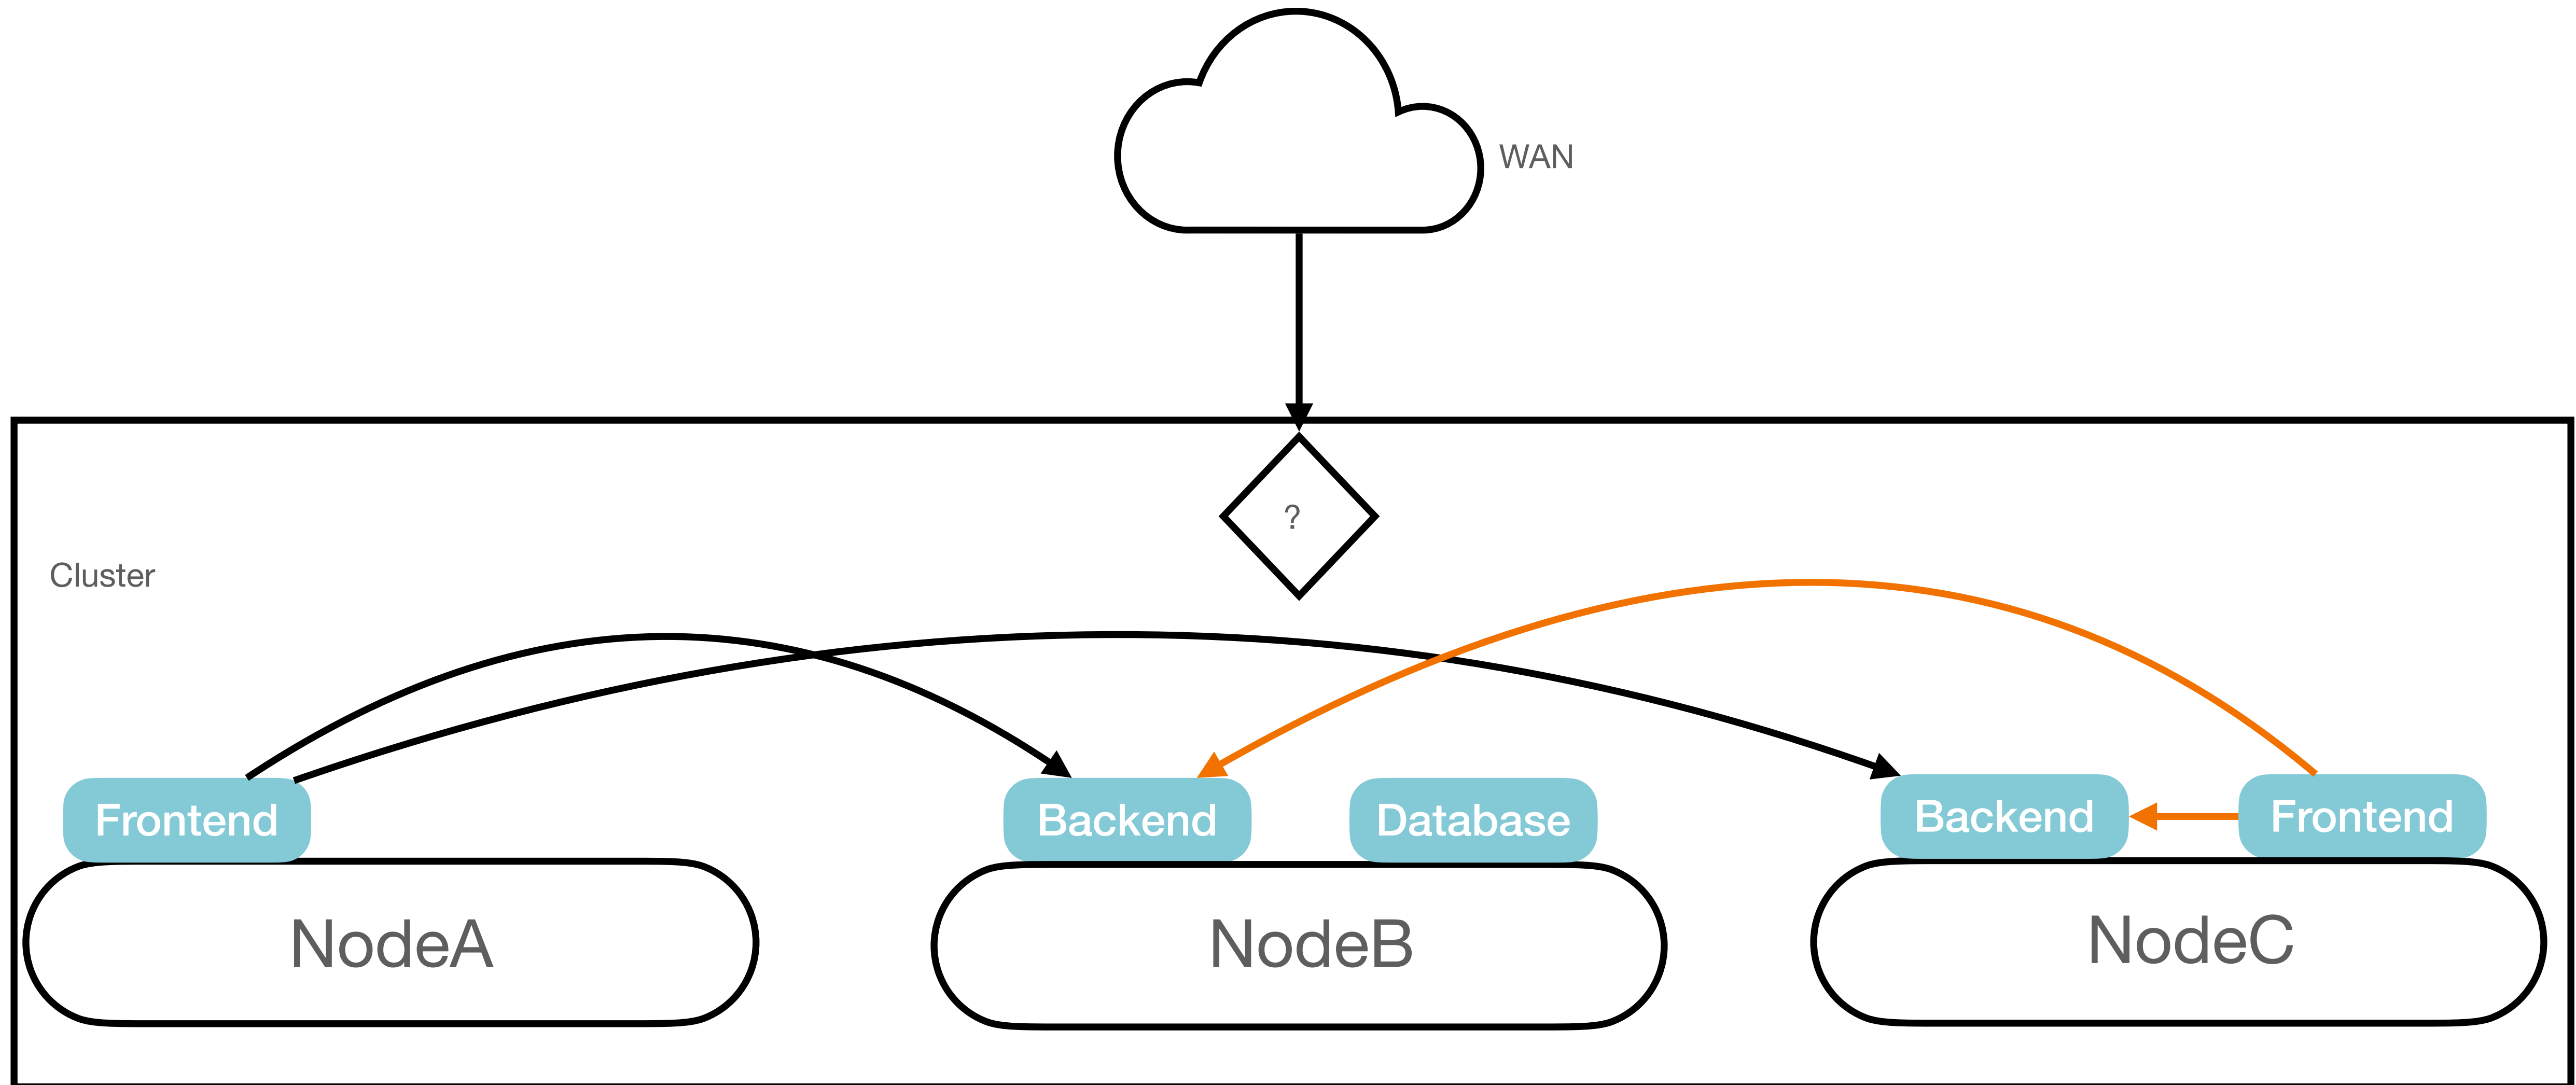 WAN
?
Cluster
Frontend
Backend
Database
Backend
Frontend
NodeA
NodeB
NodeC